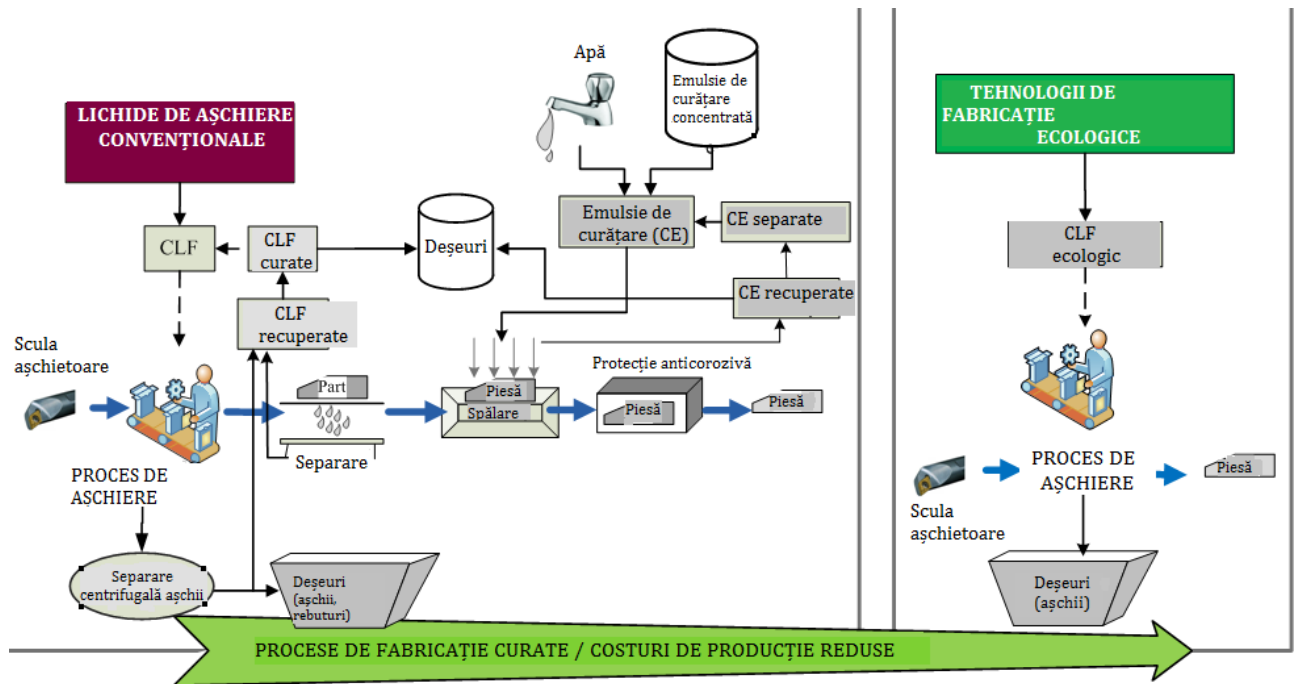 Apă
Emulsie de
curățare
concentrată
LICHIDE DE AȘCHIERE
CONVENȚIONALE
CLF
CLF
curate
Deșeuri
Emulsie de
curățare (CE)
CE separate
CE recuperate
CLF
recuperate
Scula
așchietoare
Part
Separare
Piesă
Spălare
Protecție anticorozivă
Piesă
Piesă
PROCES DE
AȘCHIERE
Separare
centrifugală așchii
Deșeuri
(așchii,
rebuturi)
TEHNOLOGII DE
FABRICAȚIE
ECOLOGICE
CLF
ecologic
PROCES DE
AȘCHIERE
Piesă
Scula
așchietoare
Deșeuri
(așchii)
PROCESE DE FABRICAȚIE CURATE / COSTURI DE PRODUCȚIE REDUSE